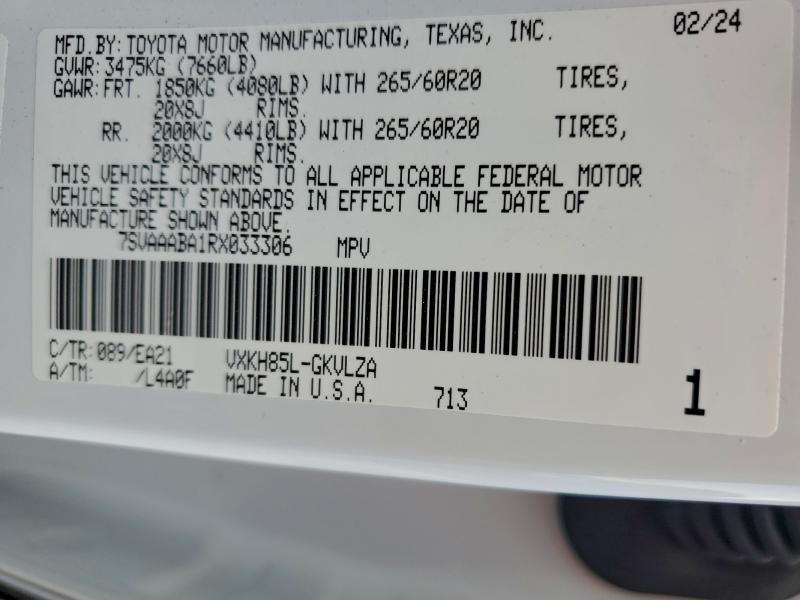 MFD.BY: TOYOTA MOTOR MANUFACTURING, TEXAS, INC. 02/24
GVWR: 3475KG (7660LB)
GAWR: FRT. 1850KG (4080LB) WITH 265/60R20 TIRES,
20X8J RIMS.
RR. 2000KG (4410LB) WITH 265/60R20 TIRES,
20X8J RIMS.
THIS VEHICLE CONFORMS TO ALL APPLICABLE FEDERAL MOTOR
VEHICLE SAFETY STANDARDS IN EFFECT ON THE DATE OF
MANUFACTURE SHOWN ABOVE.
7SVAAABA1RX033306 MPV
C/TR: 089/EA21 VXKH85L-GKVLZA
A/TM: /L4A0F MADE IN U.S.A. 713 1